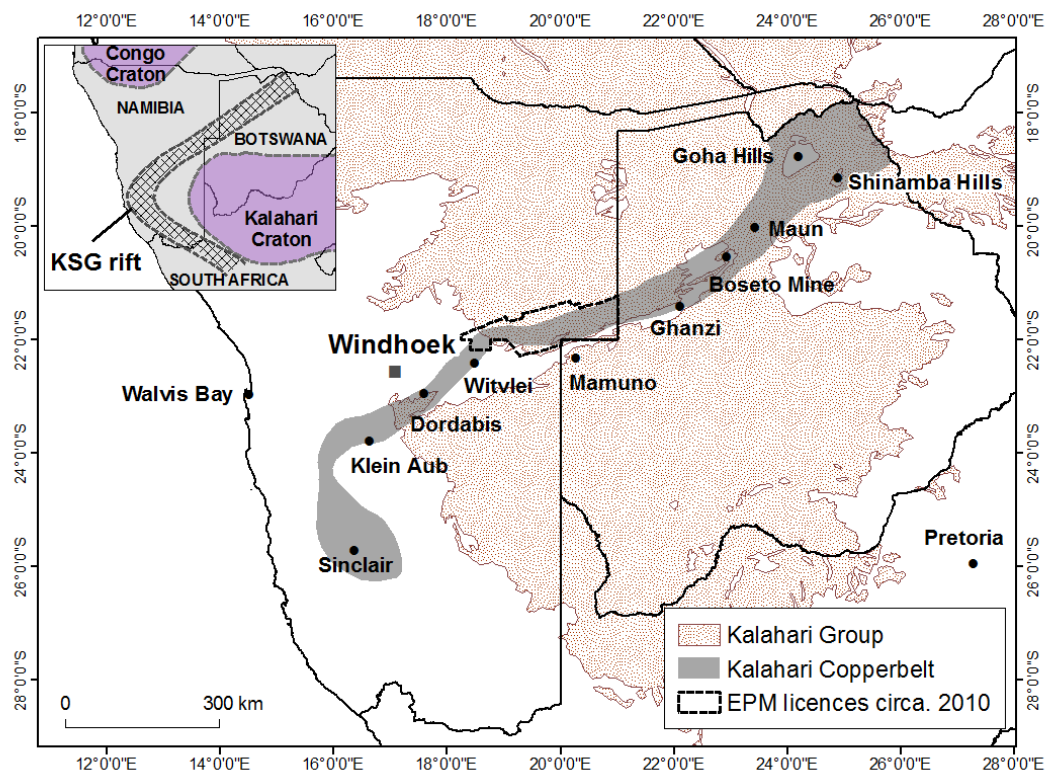 12°0'0"E 14°0'0"E 16°0'0"E 18°0'0"E 20°0'0"E 22°0'0"E 24°0'0"E 26°0'0"E 28°0'0"E
Congo
Craton
NAMIBIA
BOTSWANA
Kalahari
Craton
KSG rift
SOUTH AFRICA
18°0'0"S
20°0'0"S
22°0'0"S
24°0'0"S
26°0'0"S
28°0'0"S
Goha Hills
Shinamba Hills
Maun
Boseto Mine
Ghanzi
Windhoek
Mamuno
Witvlei
Walvis Bay
Dordabis
Klein Aub
Pretoria
Sinclair
18°0'0"S
20°0'0"S
22°0'0"S
24°0'0"S
26°0'0"S
28°0'0"S
Kalahari Group
Kalahari Copperbelt
EPM licences circa. 2010
0 300 km
12°0'0"E 14°0'0"E 16°0'0"E 18°0'0"E 20°0'0"E 22°0'0"E 24°0'0"E 26°0'0"E 28°0'0"E